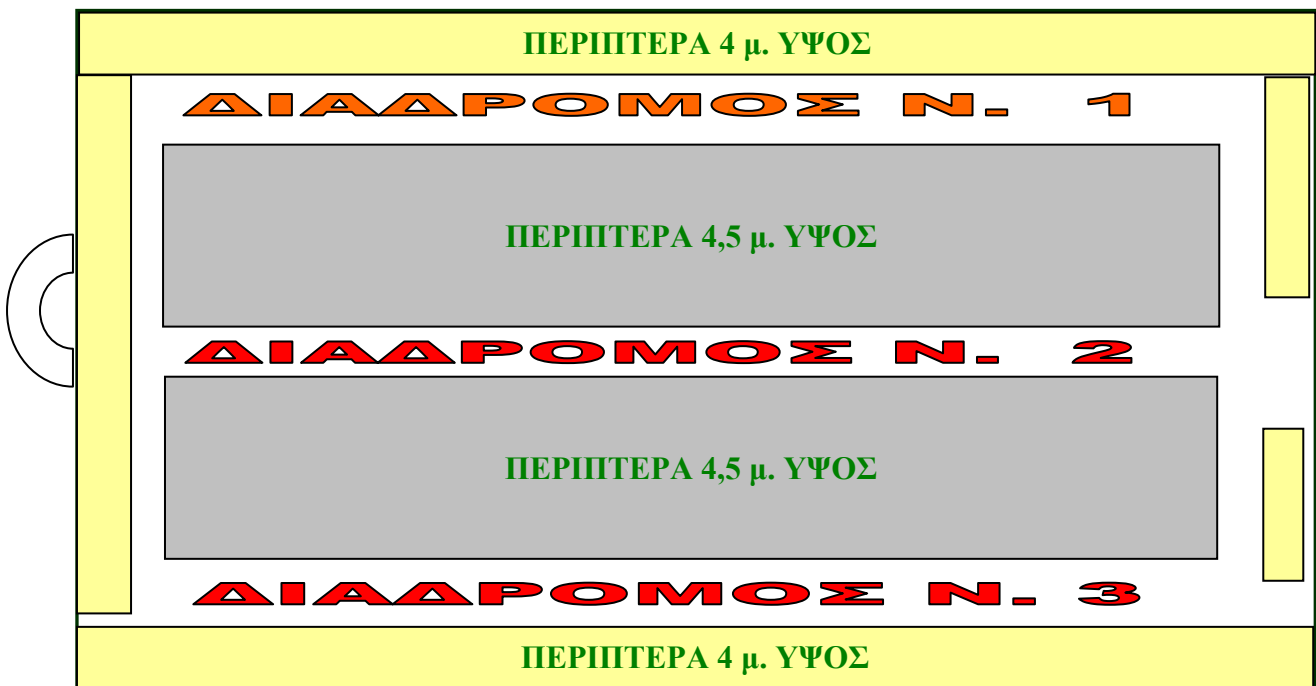 ΠΕΡΙΠΤΕΡΑ 4 μ. ΥΨΟΣ
ΔΙΑΔΡΟΜΟΣ Ν. 1
ΠΕΡΙΠΤΕΡΑ 4,5 μ. ΥΨΟΣ
ΔΙΑΔΡΟΜΟΣ Ν. 2
ΠΕΡΙΠΤΕΡΑ 4,5 μ. ΥΨΟΣ
ΔΙΑΔΡΟΜΟΣ Ν. 3
ΠΕΡΙΠΤΕΡΑ 4 μ. ΥΨΟΣ